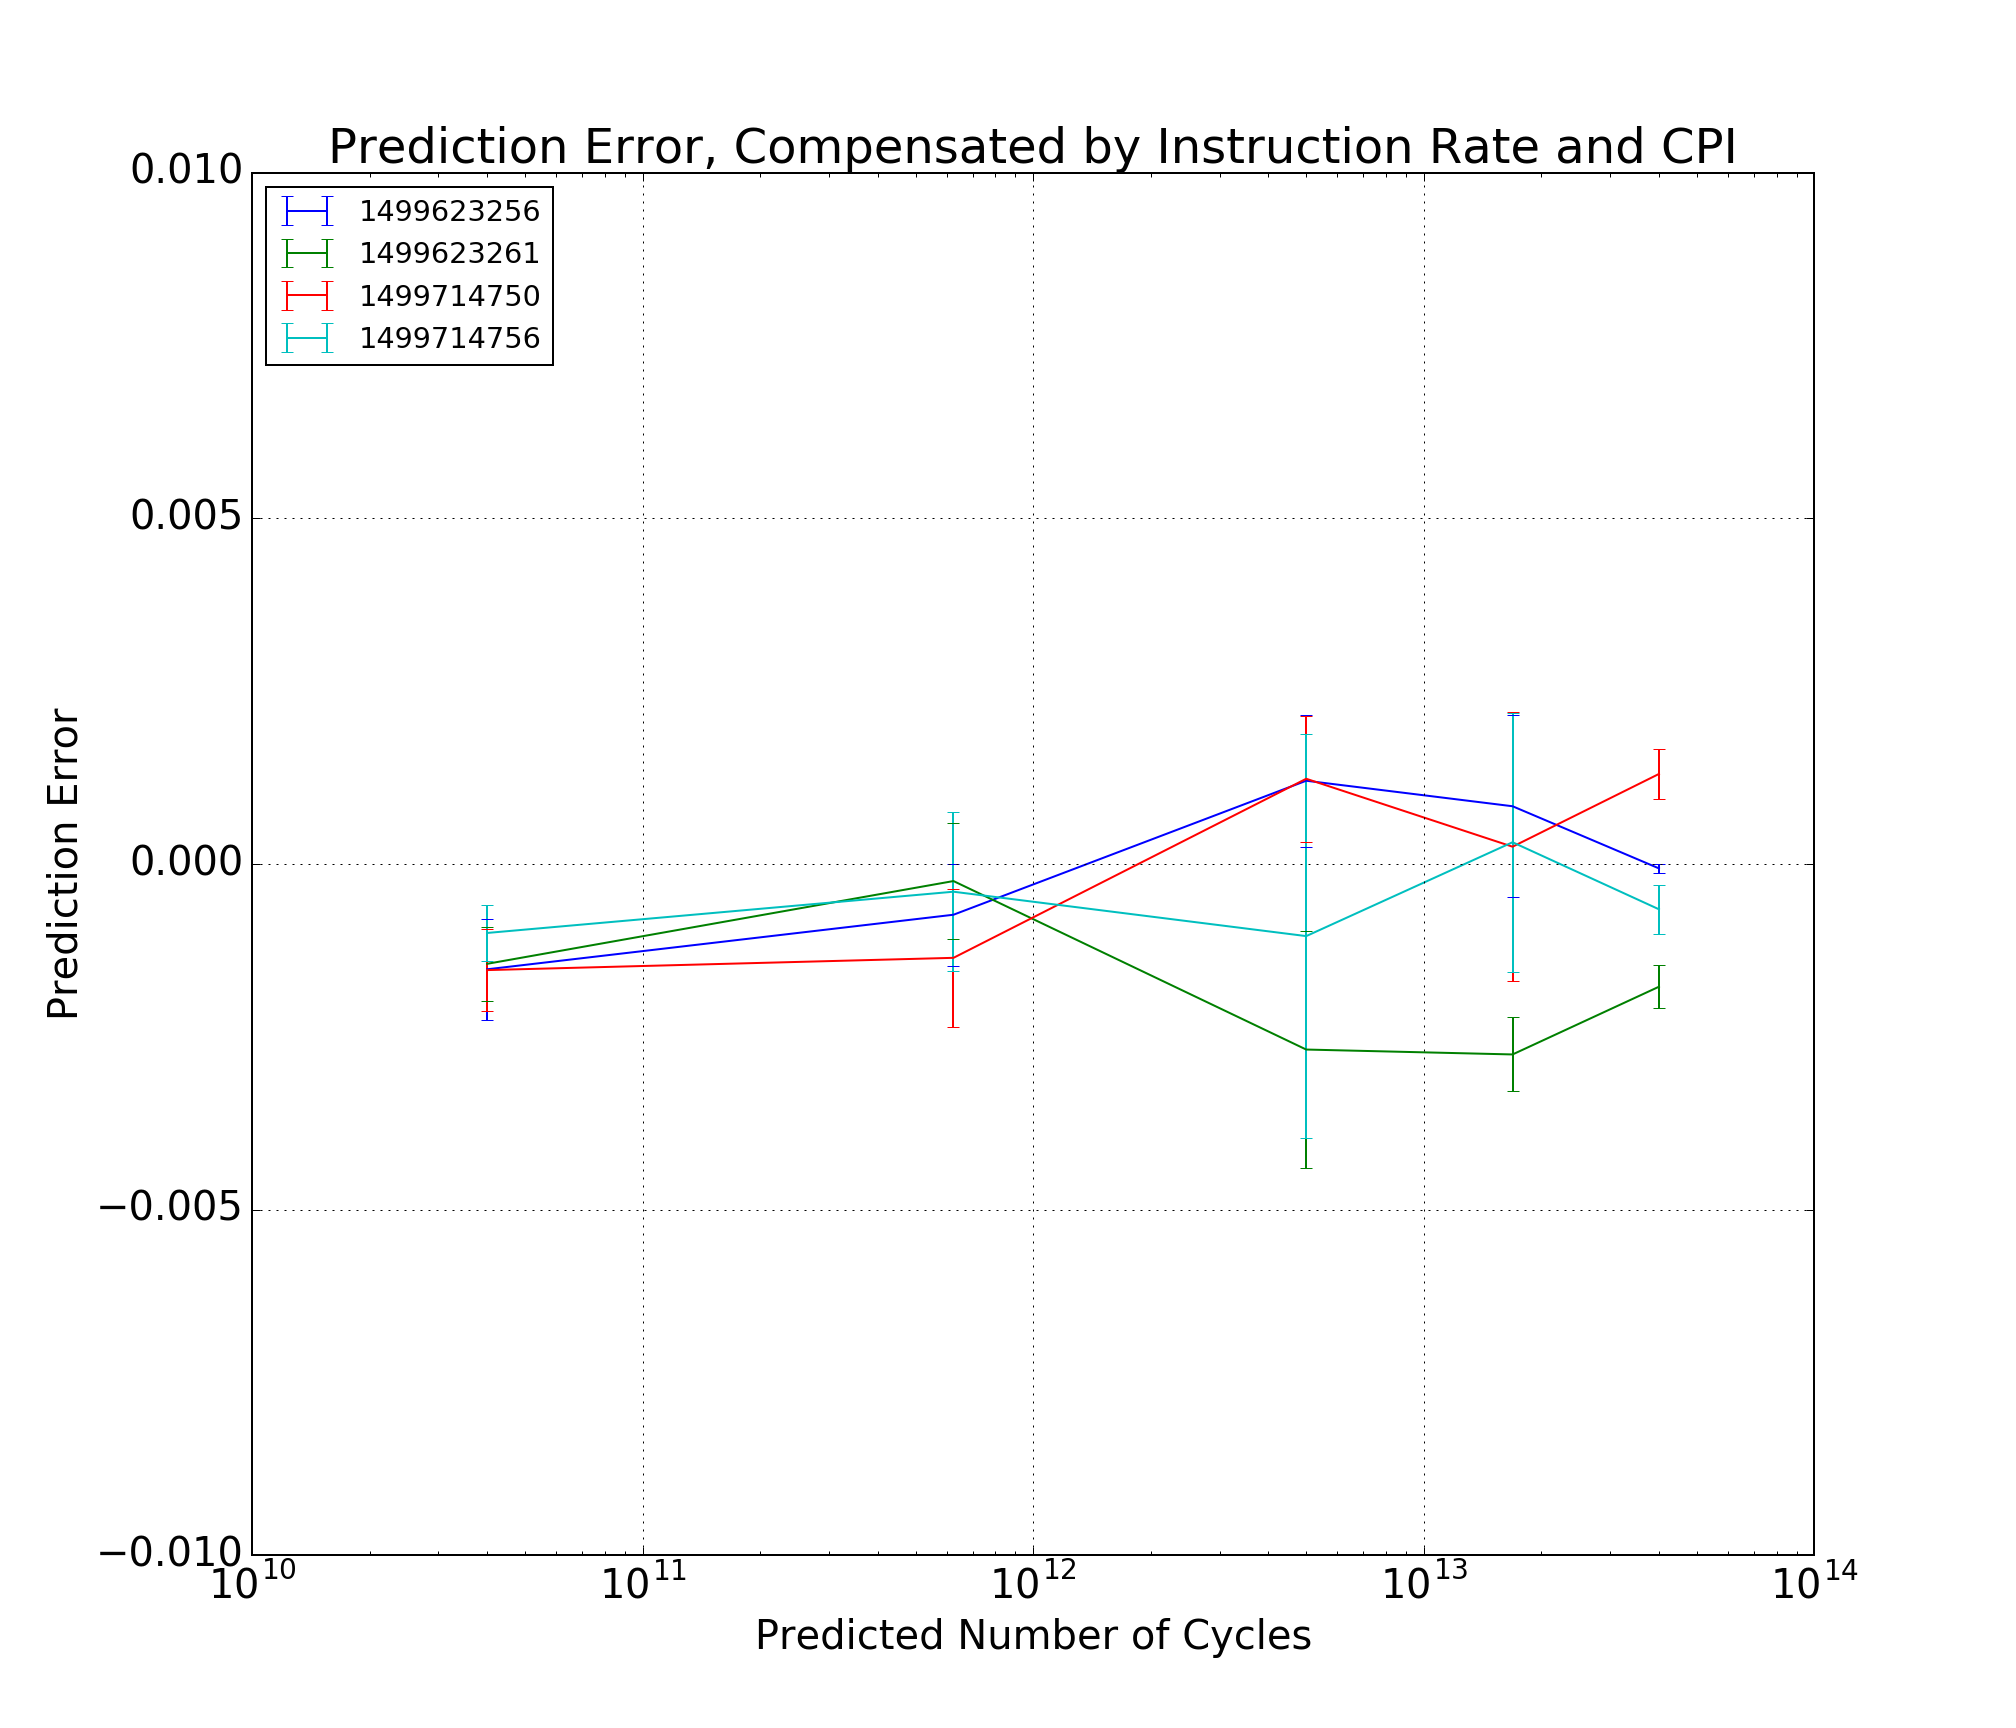 Prediction Error, Compensated by Instruction Rate and CPI
0.010
0.005
0.000
−0.005
−0.010
Prediction Error
1499623256
1499623261
1499714750
1499714756
10^10 10^11 10^12 10^13 10^14
Predicted Number of Cycles